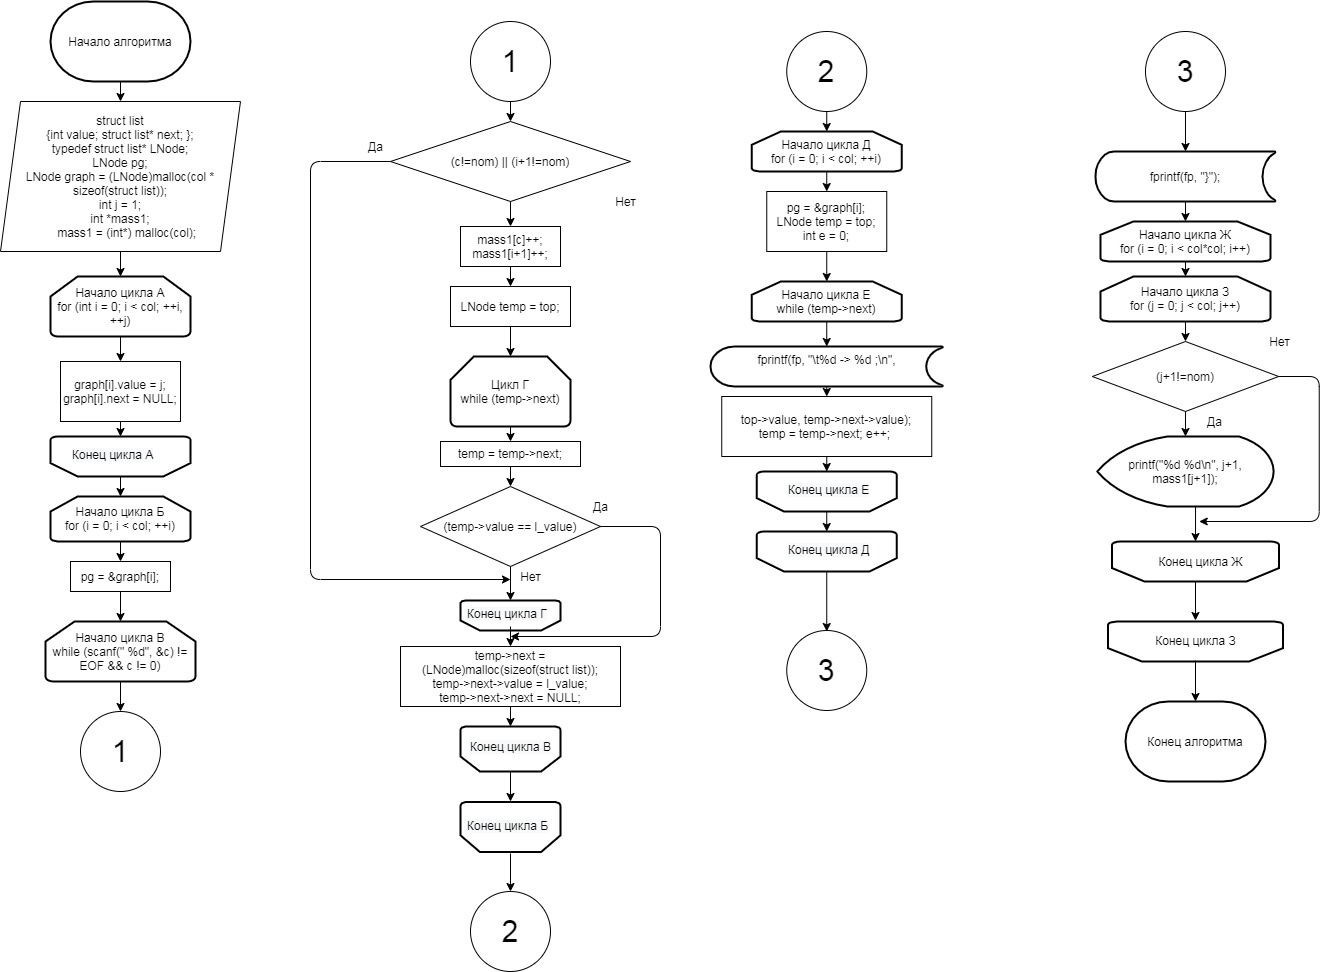 Начало алгоритма
struct list
{int value; struct list* next; };
typedef struct list* LNode;
LNode pg;
LNode graph = (LNode)malloc(col *
sizeof(struct list));
int j = 1;
int *mass1;
mass1 = (int*) malloc(col);
Начало цикла А
for (int i = 0; i < col; ++i,
++j)
graph[i].value = j;
graph[i].next = NULL;
Конец цикла А
Начало цикла Б
for (i = 0; i < col; ++i)
pg = &graph[i];
Начало цикла В
while (scanf(" %d", &c) !=
EOF && c != 0)
1
1
Да
(c!=nom) || (i+1!=nom)
Нет
mass1[c]++;
mass1[i+1]++;
LNode temp = top;
Цикл Г
while (temp->next)
temp = temp->next;
Да
(temp->value == l_value)
Нет
Конец цикла Г
temp->next =
(LNode)malloc(sizeof(struct list));
temp->next->value = l_value;
temp->next->next = NULL;
Конец цикла В
Конец цикла Б
2
2
Начало цикла Д
for (i = 0; i < col; ++i)
pg = &graph[i];
LNode temp = top;
int e = 0;
Начало цикла Е
while (temp->next)
fprintf(fp, "\t%d -> %d ;\n",
top->value, temp->next->value);
temp = temp->next; e++;
Конец цикла Е
Конец цикла Д
3
3
fprintf(fp, "}");
Начало цикла Ж
for (i = 0; i < col*col; i++)
Начало цикла З
for (j = 0; j < col; j++)
Нет
(j+1!=nom)
Да
printf("%d %d\n", j+1,
mass1[j+1]);
Конец цикла Ж
Конец цикла З
Конец алгоритма